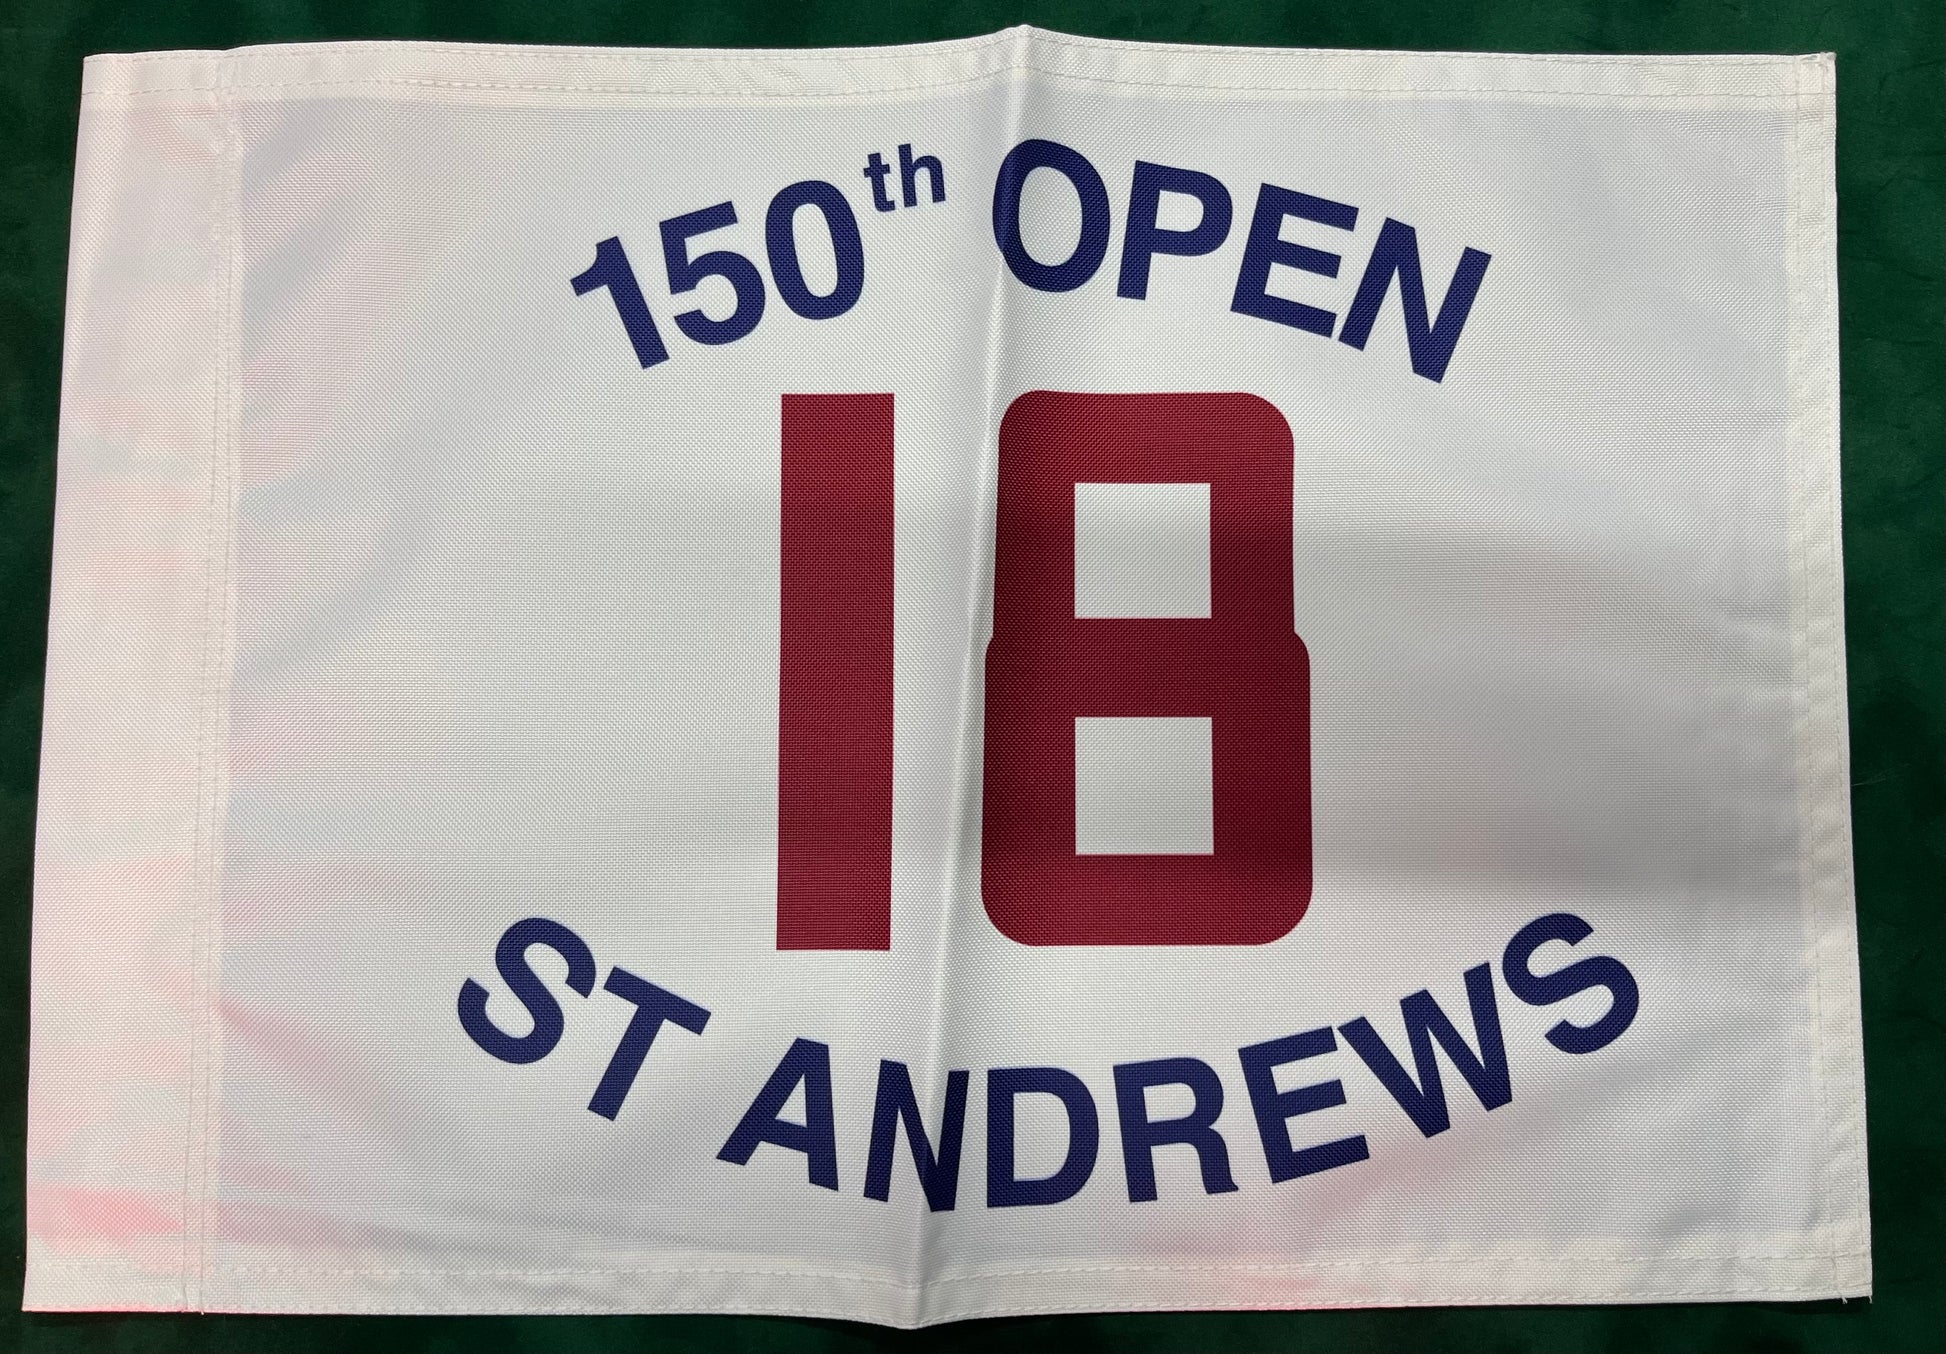 150th OPEN
18
ST ANDREWS